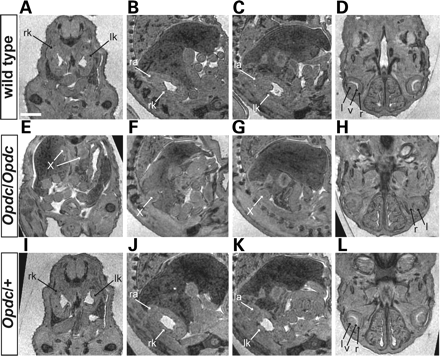 A B C D
wild type
rk lk
ra rk
la lk
l v r
E F G H
Opdc/Opdc
X
X
X
r l
I J K L
Opdc/+
rk lk
ra rk
la lk
l v r